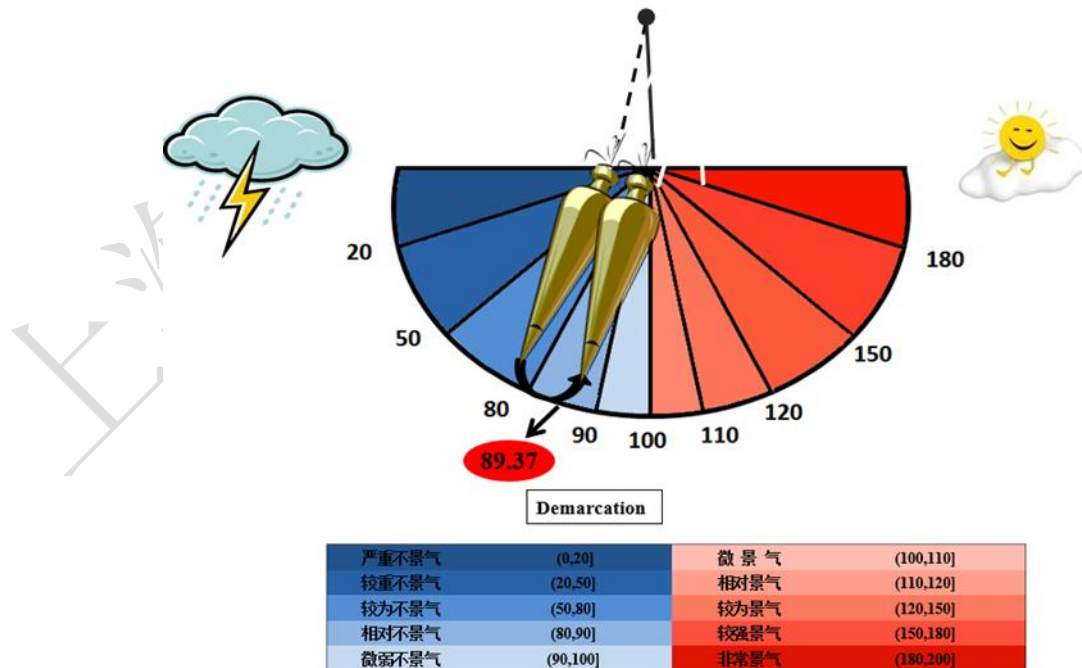 20
180
50
150
80
120
90
100
110
89.37
Demarcation
严重不景气 (0,20] 微 景 气 (100,110]
较重不景气 (20,50] 相对景气 (110,120]
较为不景气 (50,80] 较为景气 (120,150]
相对不景气 (80,90] 较强景气 (150,180]
微弱不景气 (90,100] 非常景气 (180,200]